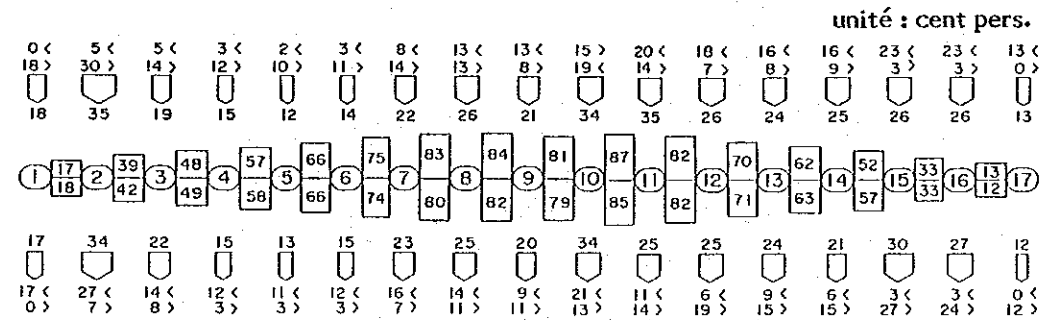 unité : cent pers.
0 < 5 < 5 < 3 < 2 < 3 < 8 < 13 < 13 < 15 > 20 < 18 < 16 < 16 < 23 < 23 < 13 <
18 > 30 > 14 > 12 > 10 > 11 > 14 > 13 > 8 > 19 < 14 > 7 > 8 > 9 > 3 > 3 > 0 >
18 35 19 15 12 14 22 26 21 34 35 26 24 25 26 26 13
17 39 48 57 66 75 83 84 81 87 82 70 62 52 33 13
1 2 3 4 5 6 7 8 9 10 11 12 13 14 15 16 17
18 42 49 58 66 74 80 82 79 85 82 71 63 57 33 12
17 34 22 15 13 15 23 25 20 34 25 25 24 21 30 27 12
17 < 27 < 14 < 12 < 11 < 12 < 16 < 14 < 9 < 21 < 11 < 6 < 9 < 6 < 3 < 3 < 0 <
0 > 7 > 8 > 3 > 3 > 3 > 7 > 11 > 11 > 13 > 14 > 19 > 15 > 15 > 27 > 24 > 12 >